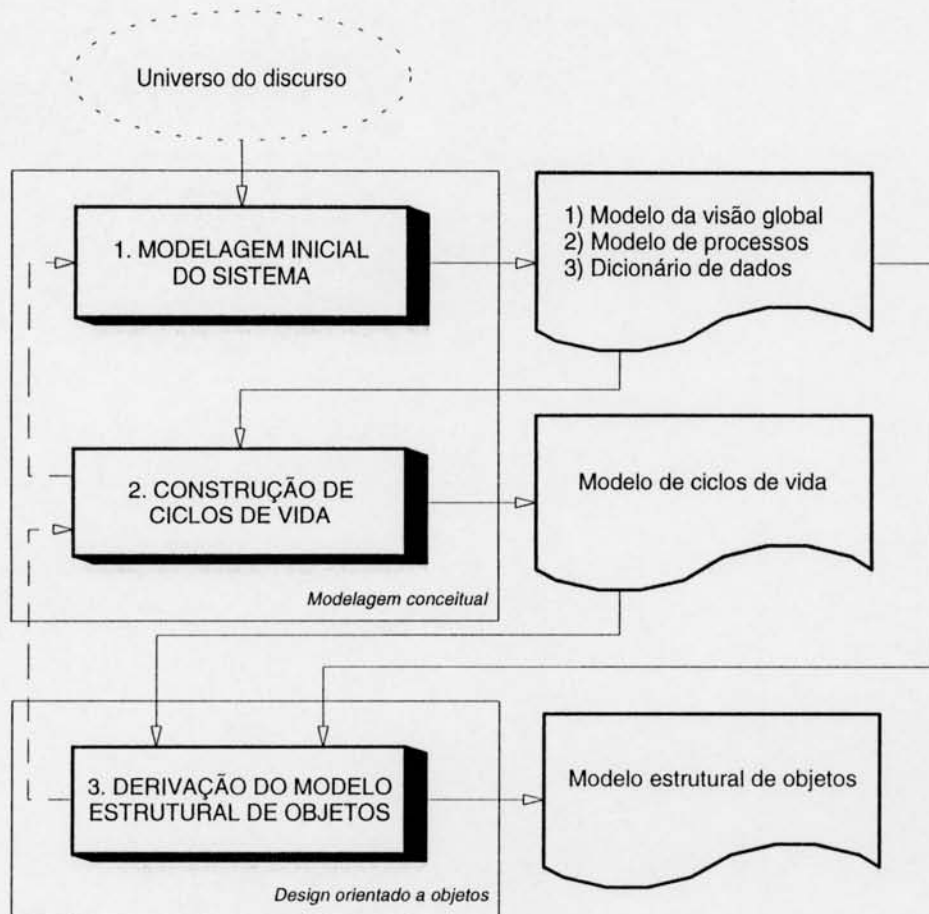 Universo do discurso
1. MODELAGEM INICIAL
DO SISTEMA
1) Modelo da visão global
2) Modelo de processos
3) Dicionário de dados
2. CONSTRUÇÃO DE
CICLOS DE VIDA
Modelo de ciclos de vida
Modelagem conceitual
3. DERIVAÇÃO DO MODELO
ESTRUTURAL DE OBJETOS
Modelo estrutural de objetos
Design orientado a objetos